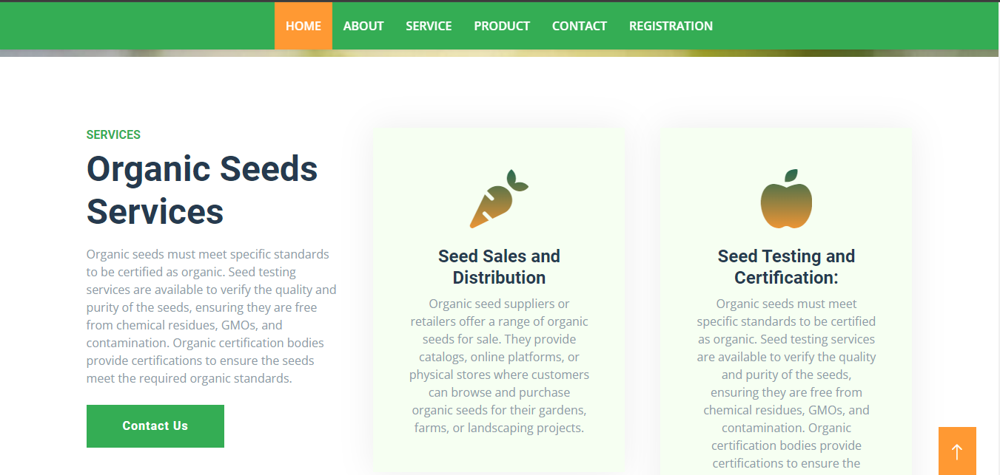 HOME ABOUT SERVICE PRODUCT CONTACT REGISTRATION
SERVICES
Organic Seeds
Services
Organic seeds must meet specific standards
to be certified as organic. Seed testing
services are available to verify the quality and
purity of the seeds, ensuring they are free
from chemical residues, GMOs, and
contamination. Organic certification bodies
provide certifications to ensure the seeds
meet the required organic standards.
Contact Us
Seed Sales and
Distribution
Organic seed suppliers or
retailers offer a range of organic
seeds for sale. They provide
catalogs, online platforms, or
physical stores where customers
can browse and purchase
organic seeds for their gardens,
farms, or landscaping projects.
Seed Testing and
Certification:
Organic seeds must meet
specific standards to be certified
as organic. Seed testing services
are available to verify the quality
and purity of the seeds,
ensuring they are free from
chemical residues, GMOs, and
contamination. Organic
certification bodies provide
certifications to ensure the